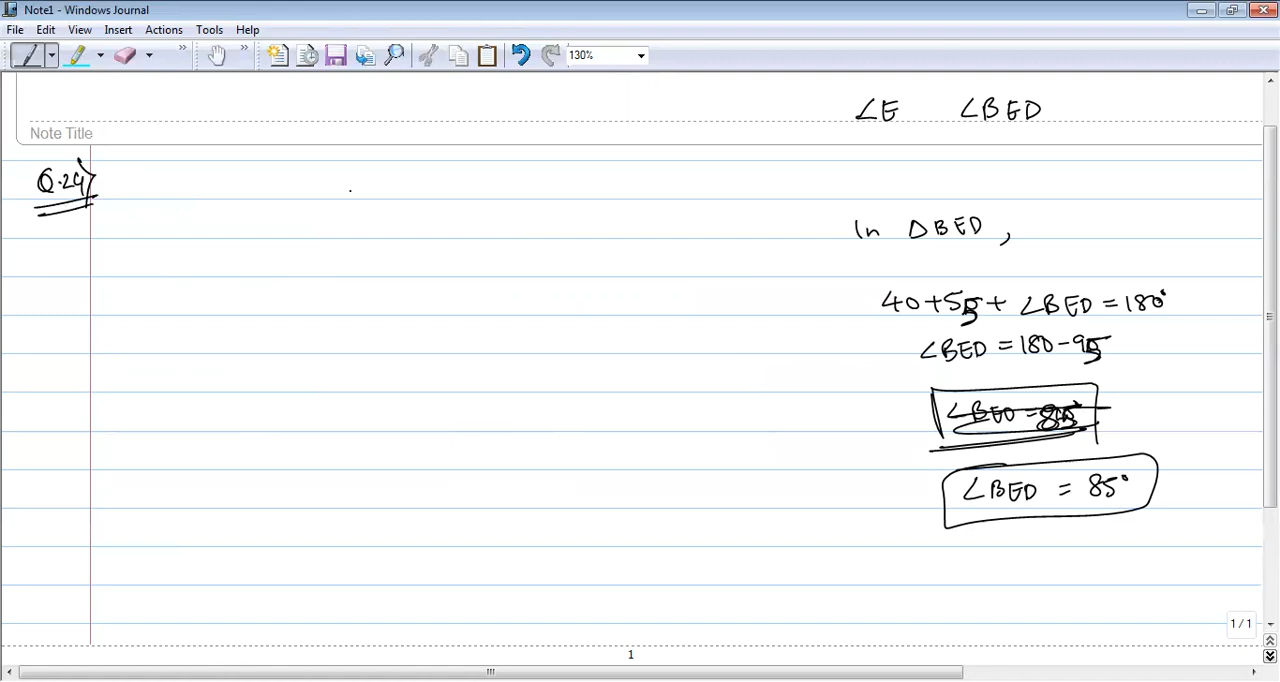 Note1 - Windows Journal
File Edit View Insert Actions Tools Help
130%
∠E ∠BED
Note Title
Q.24)
In △BED,
40+55+ ∠BED = 180°
∠BED = 180-95
∠BED = 85°
1 / 1
1